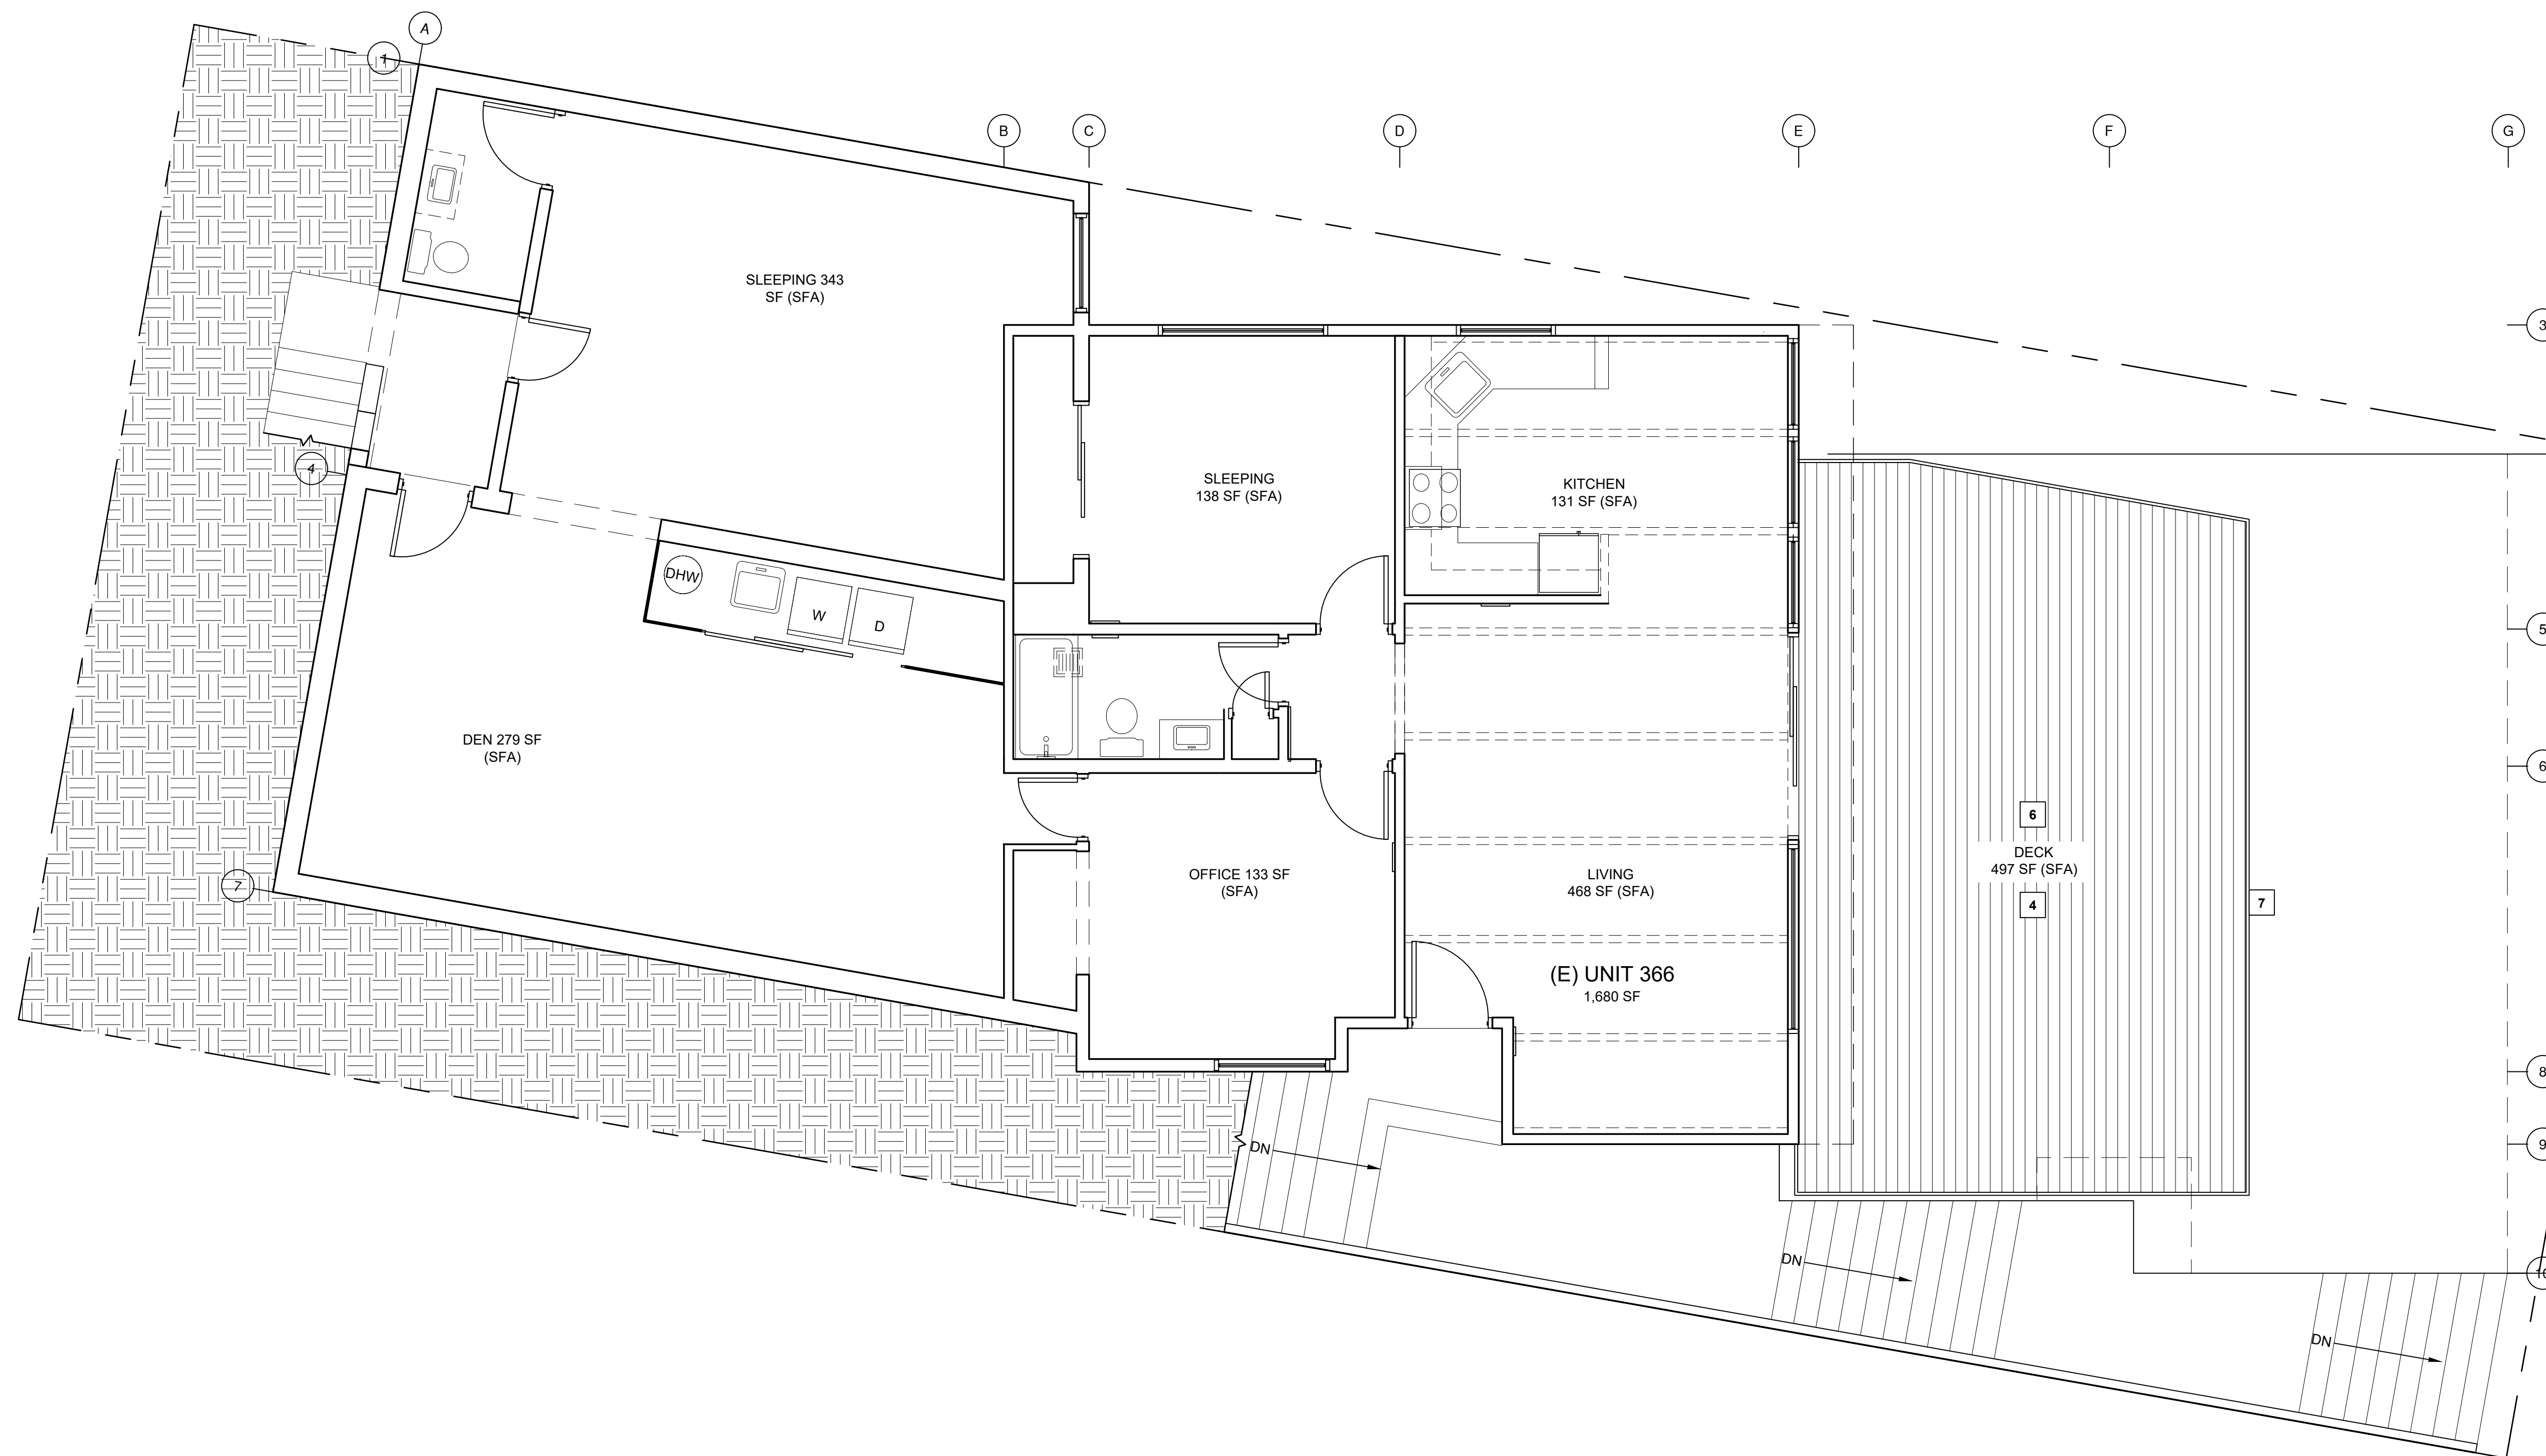 A
1
B
C
D
E
F
G
SLEEPING 343
SF (SFA)
3
4
SLEEPING
138 SF (SFA)
KITCHEN
131 SF (SFA)
DHW
W
D
5
DEN 279 SF
(SFA)
6
6
DECK
497 SF (SFA)
4
7
7
OFFICE 133 SF
(SFA)
LIVING
468 SF (SFA)
(E) UNIT 366
1,680 SF
8
DN
9
DN
10
DN